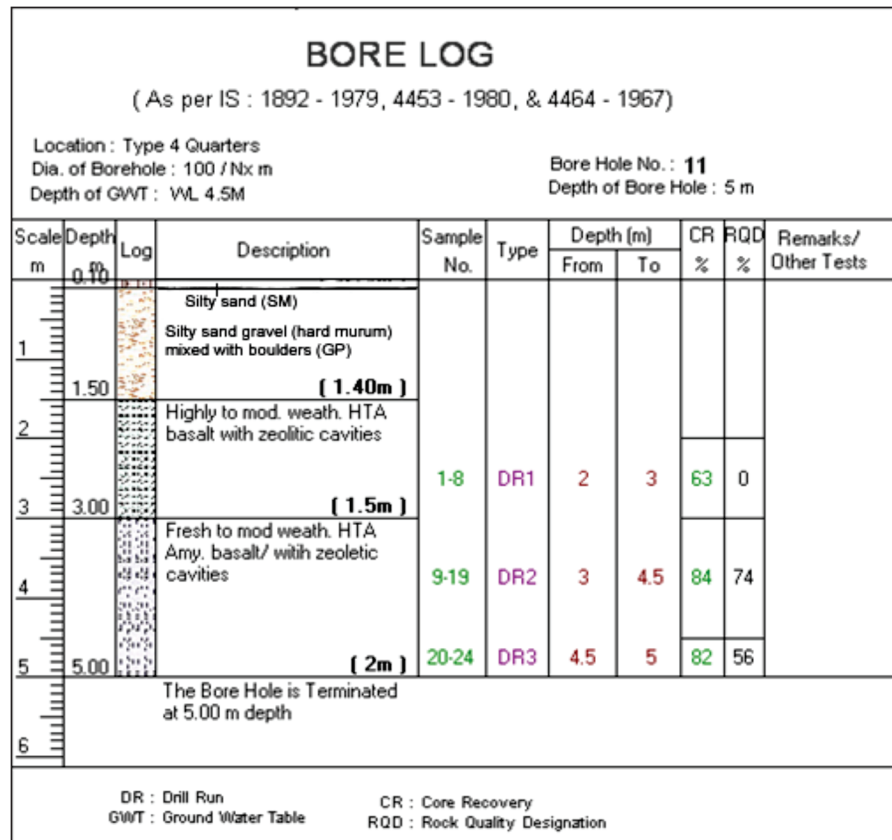 BORE LOG
( As per IS : 1892 - 1979, 4453 - 1980, & 4464 - 1967)
Location : Type 4 Quarters
Dia. of Borehole : 100 / Nx m
Bore Hole No. : 11
Depth of GWT : WL 4.5M
Depth of Bore Hole : 5 m
Scale m
Depth m
Log
Description
Sample No.
Type
Depth (m)
From
To
CR %
RQD %
Remarks/ Other Tests
0.10
Silty sand (SM)
Silty sand gravel (hard murum)
mixed with boulders (GP)
1
1.50
( 1.40m )
Highly to mod. weath. HTA
basalt with zeolitic cavities
2
1-8 DR1 2 3 63 0
3
3.00
( 1.5m )
Fresh to mod weath. HTA
Amy. basalt/ witih zeoletic
cavities
9-19 DR2 3 4.5 84 74
4
5
5.00
( 2m )
20-24 DR3 4.5 5 82 56
The Bore Hole is Terminated
at 5.00 m depth
6
DR : Drill Run
CR : Core Recovery
GWT : Ground Water Table
RQD : Rock Quality Designation